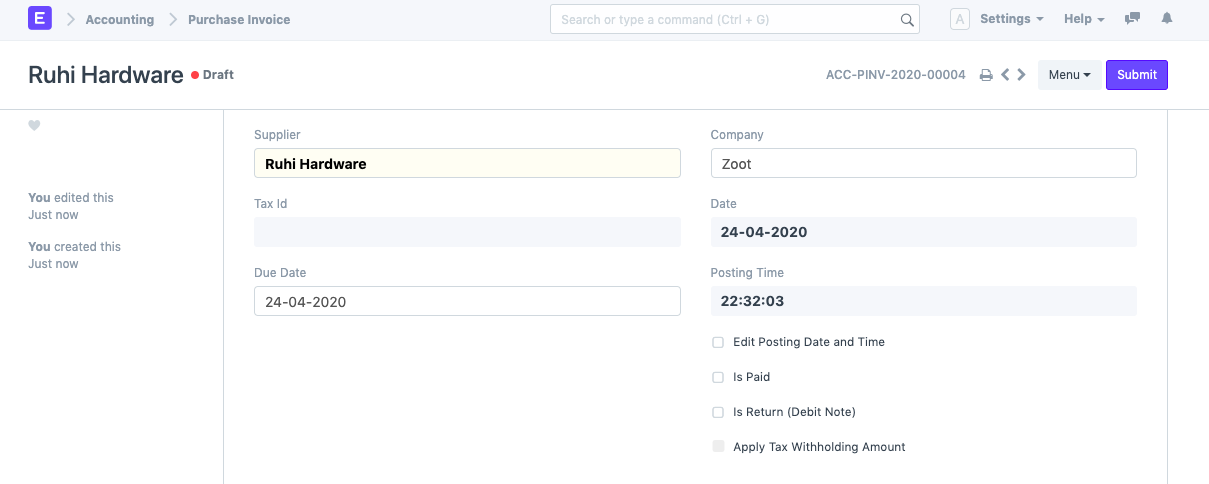 E Accounting Purchase Invoice Search or type a command (Ctrl + G) A Settings Help
Ruhi Hardware Draft ACC-PINV-2020-00004 Menu Submit
You edited this
Just now
You created this
Just now
Supplier
Ruhi Hardware
Tax Id
Due Date
24-04-2020
Company
Zoot
Date
24-04-2020
Posting Time
22:32:03
Edit Posting Date and Time
Is Paid
Is Return (Debit Note)
Apply Tax Withholding Amount